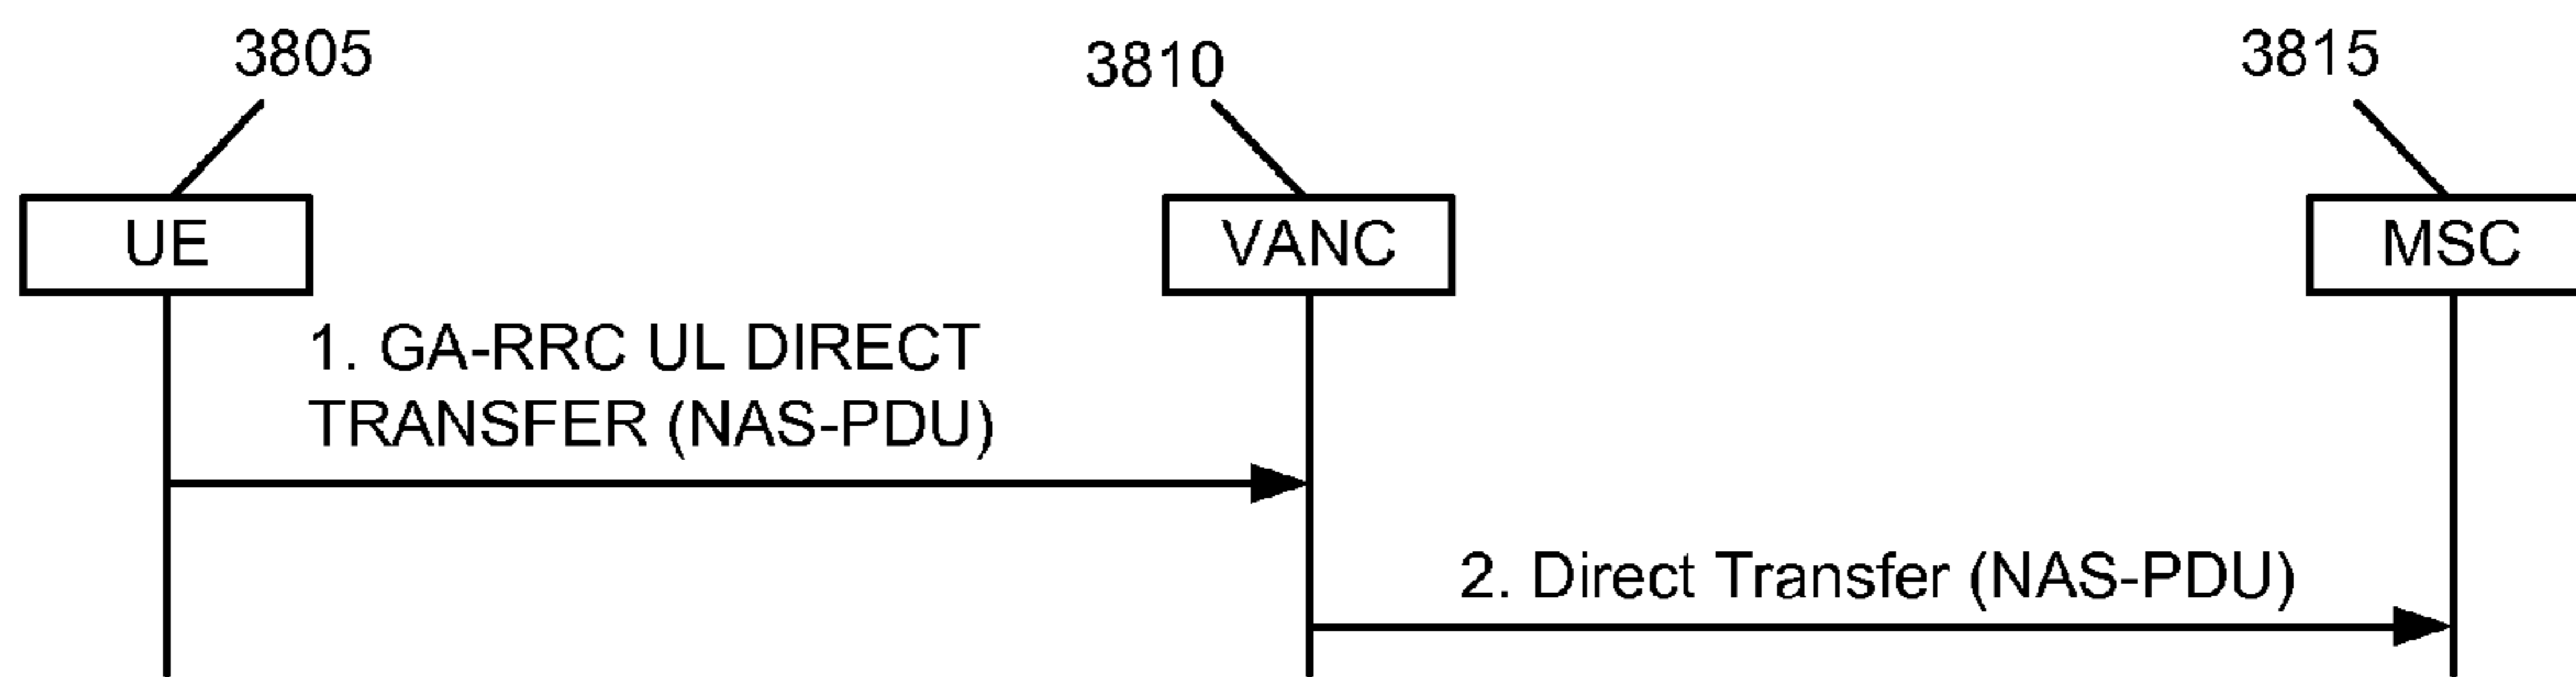 3805
3810
3815
UE
VANC
MSC
1. GA-RRC UL DIRECT
TRANSFER (NAS-PDU)
2. Direct Transfer (NAS-PDU)